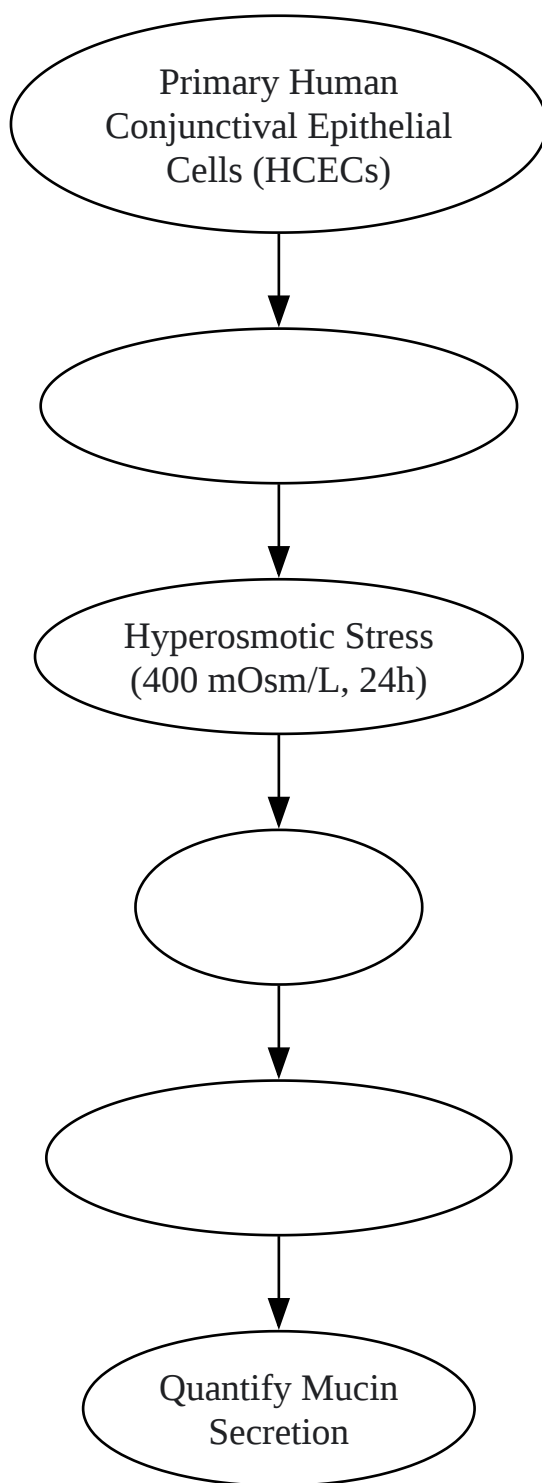 Primary Human
Conjunctival Epithelial
Cells (HCECs)
Hyperosmotic Stress
(400 mOsm/L, 24h)
Quantify Mucin
Secretion